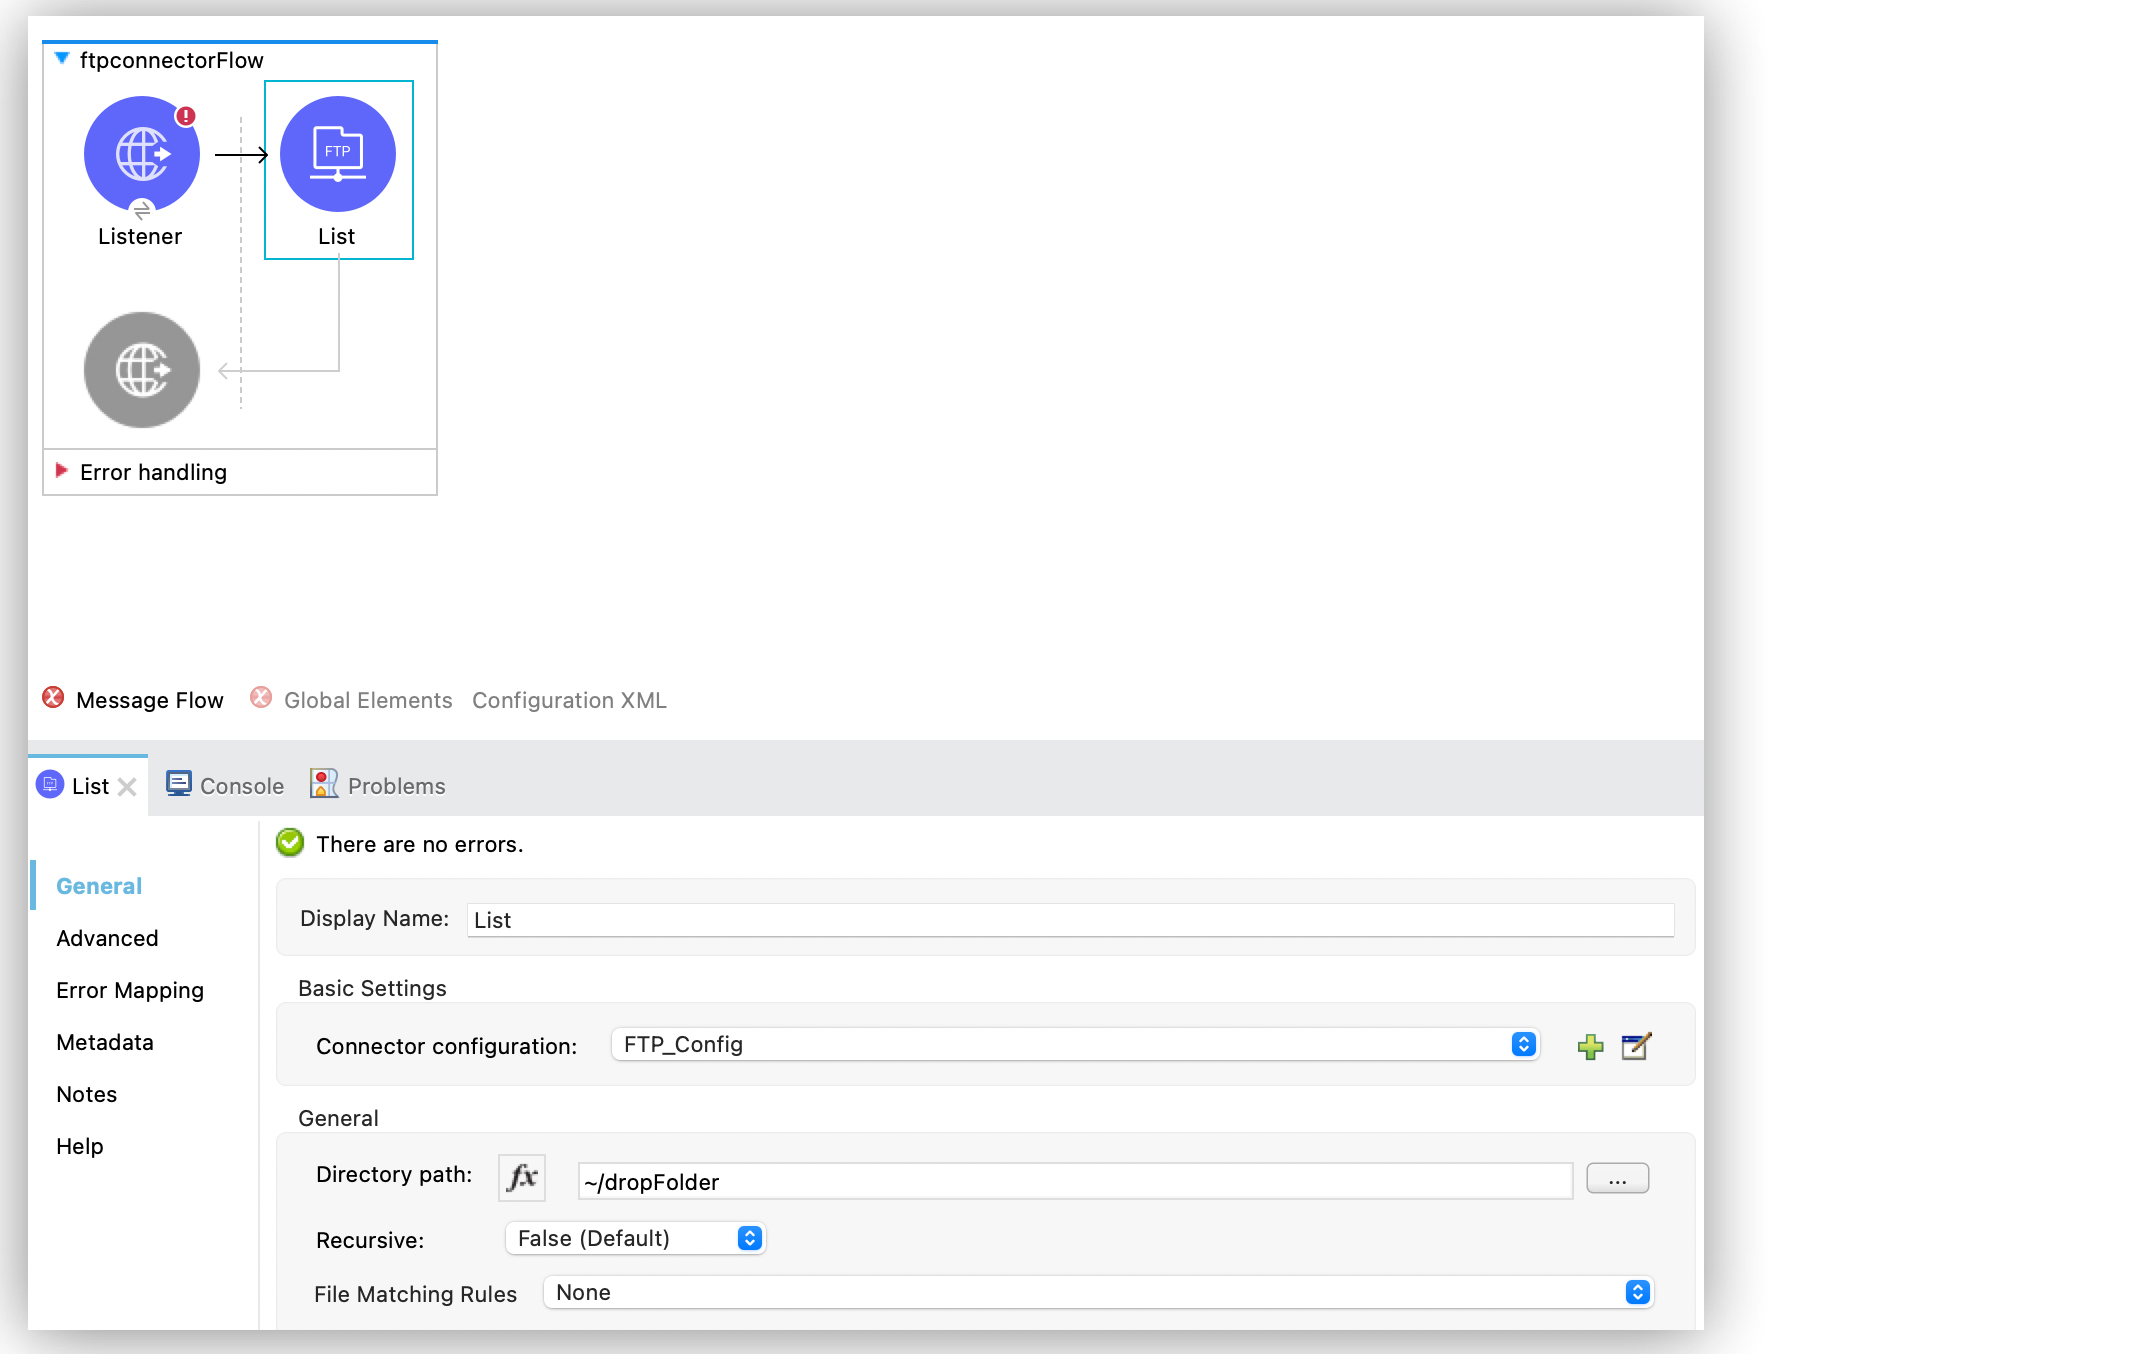 ftpconnectorFlow
FTP
Listener
List
Error handling
Message Flow Global Elements Configuration XML
List Console Problems
There are no errors.
General
Display Name: List
Advanced
Error Mapping
Basic Settings
Metadata
Connector configuration: FTP_Config
Notes
General
Help
Directory path: fx ~/dropFolder ...
Recursive: False (Default)
File Matching Rules None